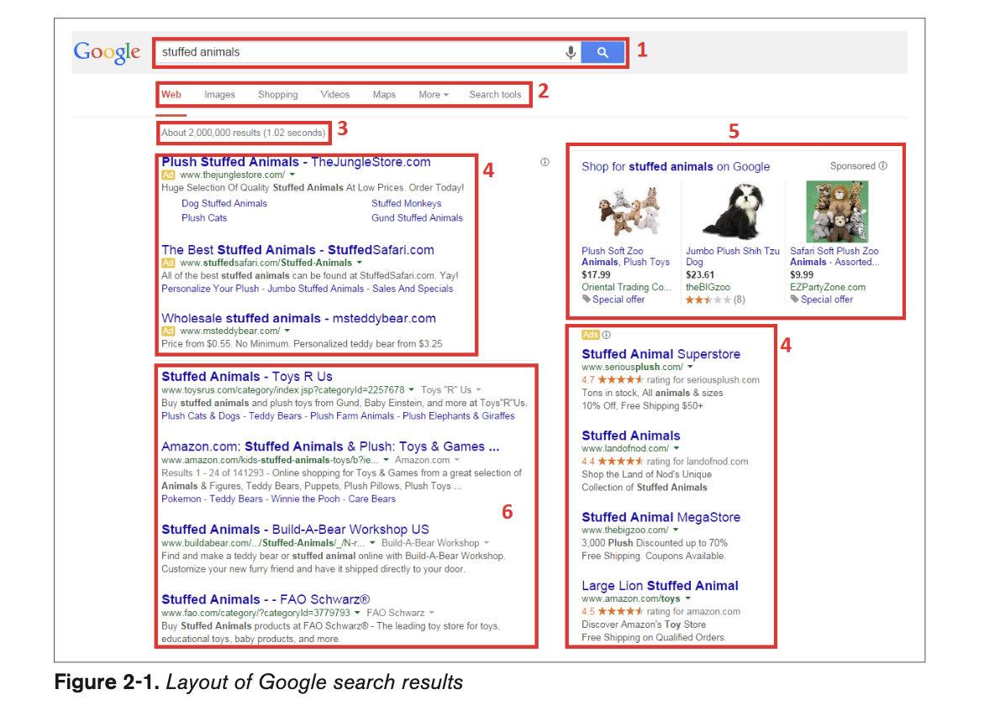 Google
stuffed animals
1
Web Images Shopping Videos Maps More Search tools
2
About 2,000,000 results (1.02 seconds)
3
Plush Stuffed Animals - TheJungleStore.com
Ad www.thejunglestore.com/
Huge Selection Of Quality Stuffed Animals At Low Prices. Order Today!
Dog Stuffed Animals Stuffed Monkeys
Plush Cats Gund Stuffed Animals
The Best Stuffed Animals - StuffedSafari.com
Ad www.stuffedsafari.com/Stuffed-Animals
All of the best stuffed animals can be found at StuffedSafari.com. Yay!
Personalize Your Plush - Jumbo Stuffed Animals - Sales And Specials
Wholesale stuffed animals - msteddybear.com
Ad www.msteddybear.com/
Price from $0.55. No Minimum. Personalized teddy bear from $3.25
4
Stuffed Animals - Toys R Us
www.toysrus.com/category/index.jsp?categoryId=2257678 Toys "R" Us
Buy stuffed animals and plush toys from Gund, Baby Einstein, and more at Toys"R"Us.
Plush Cats & Dogs - Teddy Bears - Plush Farm Animals - Plush Elephants & Giraffes
Amazon.com: Stuffed Animals & Plush: Toys & Games ...
www.amazon.com/kids-stuffed-animals-toys/b?ie... Amazon.com
Results 1 - 24 of 141293 - Online shopping for Toys & Games from a great selection of
Animals & Figures, Teddy Bears, Puppets, Plush Pillows, Plush Toys ...
Pokemon - Teddy Bears - Winnie the Pooh - Care Bears
Stuffed Animals - Build-A-Bear Workshop US
www.buildabear.com/.../Stuffed-Animals/_/N-r... Build-A-Bear Workshop
Find and make a teddy bear or stuffed animal online with Build-A-Bear Workshop.
Customize your new furry friend and have it shipped directly to your door.
Stuffed Animals - - FAO Schwarz®
www.fao.com/category/?categoryId=3779793 FAO Schwarz
Buy Stuffed Animals products at FAO Schwarz® - The leading toy store for toys,
educational toys, baby products, and more.
6
5
Shop for stuffed animals on Google Sponsored
Plush Soft Zoo
Animals, Plush Toys
$17.99
Oriental Trading Co...
Special offer
Jumbo Plush Shih Tzu
Dog
$23.61
theBIGzoo
(8)
Safari Soft Plush Zoo
Animals - Assorted...
$9.99
EZPartyZone.com
Special offer
Ads
Stuffed Animal Superstore
www.seriousplush.com/
4.7 rating for seriousplush.com
Tons in stock, All animals & sizes
10% Off, Free Shipping $50+
Stuffed Animals
www.landofnod.com/
4.4 rating for landofnod.com
Shop the Land of Nod's Unique
Collection of Stuffed Animals
Stuffed Animal MegaStore
www.thebigzoo.com/
3,000 Plush Discounted up to 70%
Free Shipping. Coupons Available.
Large Lion Stuffed Animal
www.amazon.com/toys
4.5 rating for amazon.com
Discover Amazon's Toy Store
Free Shipping on Qualified Orders.
4
Figure 2-1. Layout of Google search results